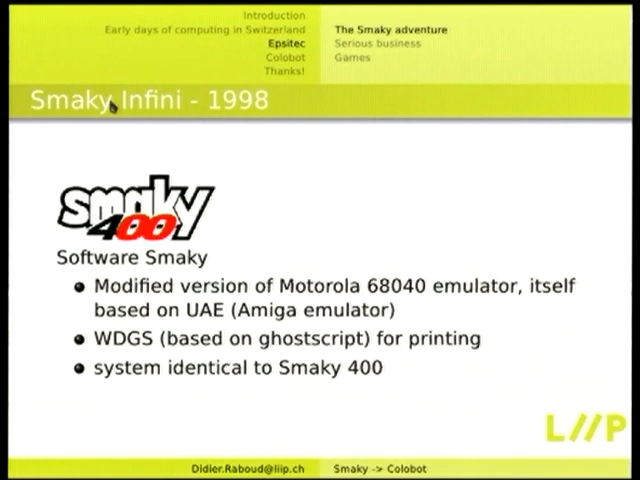 Introduction
Early days of computing in Switzerland
Epsitec
Colobot
Thanks!
The Smaky adventure
Serious business
Games
Smaky Infini - 1998
smaky
400
Software Smaky
Modified version of Motorola 68040 emulator, itself
based on UAE (Amiga emulator)
WDGS (based on ghostscript) for printing
system identical to Smaky 400
LIIP
Didier.Raboud@liip.ch
Smaky -> Colobot